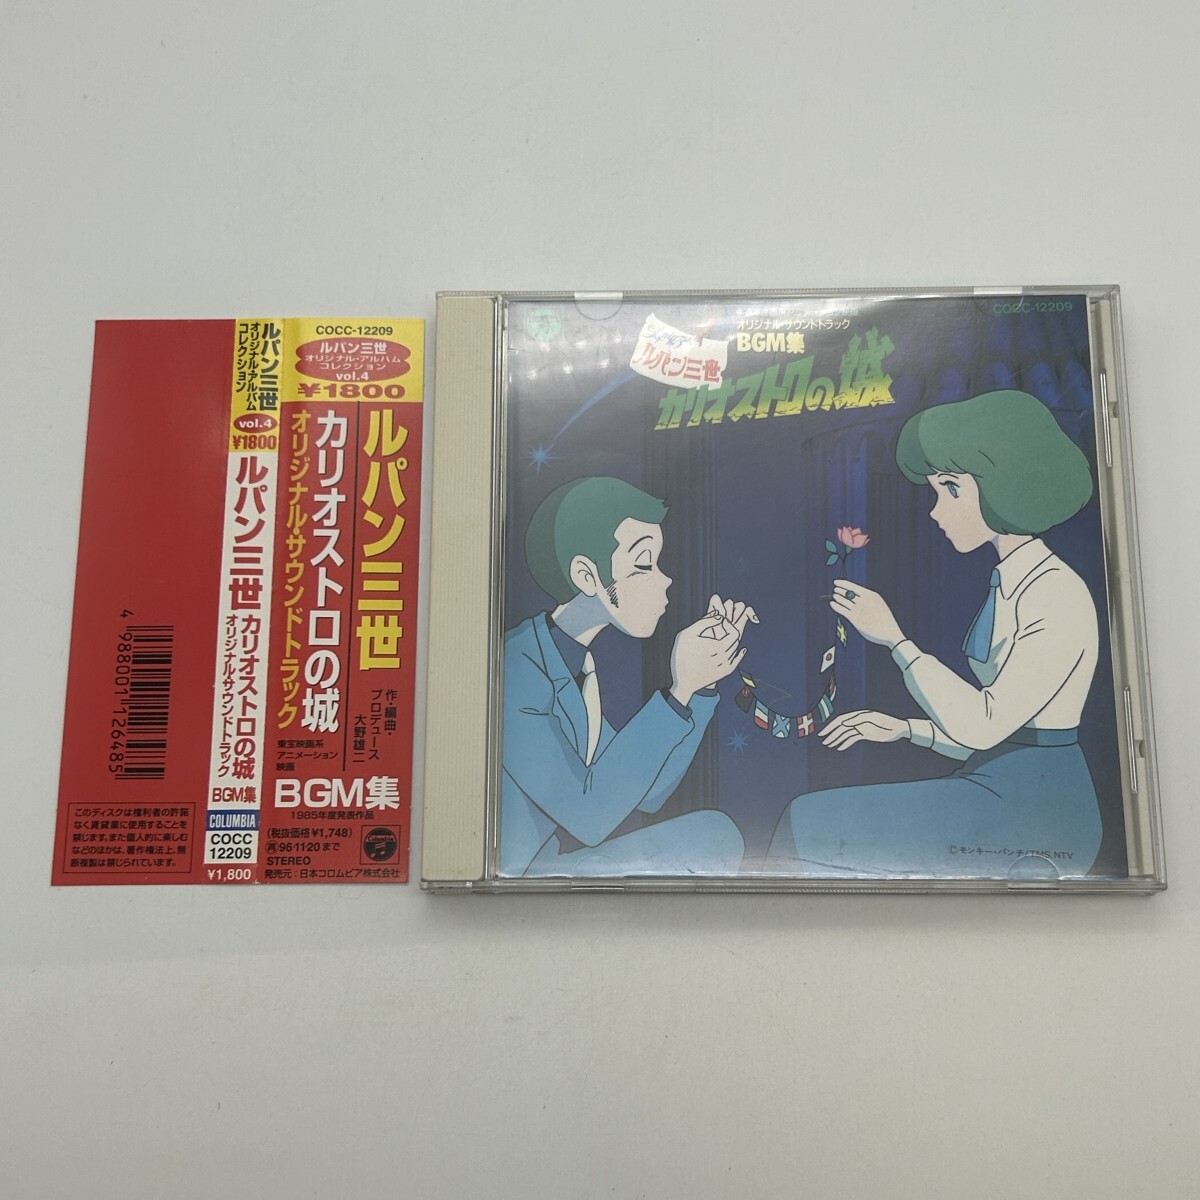 ルパン三世
オリジナル・アルバム
コレクション
vol.4
¥1800
ルパン三世
カリオストロの城
オリジナル・サウンドトラック
BGM集
COLUMBIA
COCC
12209
¥1,800
COCC-12209
ルパン三世
オリジナル・アルバム
コレクション
vol.4
¥1800
ルパン三世
カリオストロの城
オリジナル・サウンドトラック
作・編曲・
プロデュース
大野雄二
東宝映画系
アニメーション
映画
BGM集
1985年度発表作品
(税抜価格¥1,748)
再96・11・20まで
STEREO
Columbia
発売元:日本コロムビア株式会社
4 988001 126485
このディスクは権利者の許諾
なく賃貸業に使用することを
禁じます。また個人的に楽しむ
などのほかは、著作権法上、無
断複製は禁じられています。
COCC-12209
オリジナル・サウンドトラック
BGM集
ルパン三世
カリオストロの城
©モンキー・パンチ/TMS,NTV